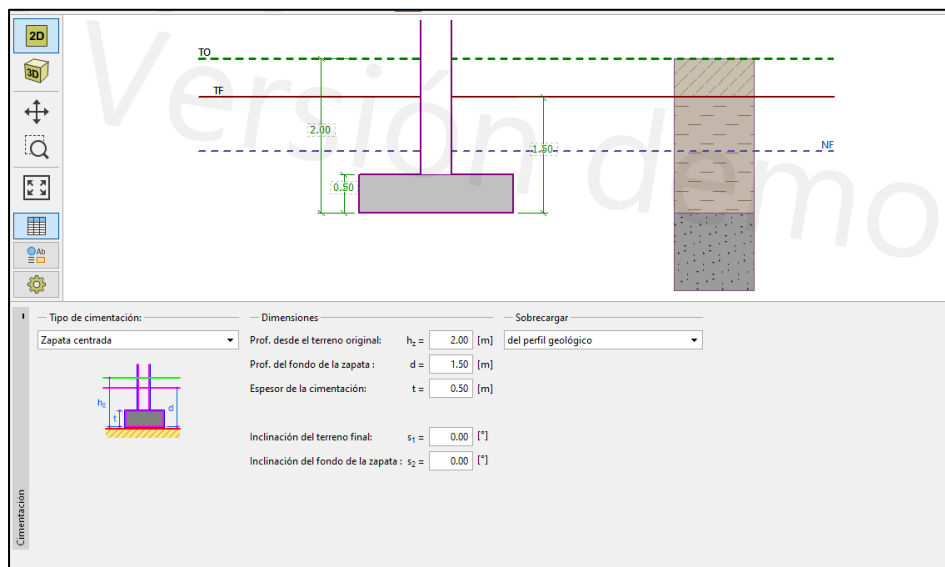 2D
3D
Ab
Versión demo
TO
TF
NF
2.00
0.50
1.50
Cimentación
Tipo de cimentación:
Zapata centrada
hz
t
d
Dimensiones
Prof. desde el terreno original: hz = 2.00 [m]
Prof. del fondo de la zapata : d = 1.50 [m]
Espesor de la cimentación: t = 0.50 [m]
Inclinación del terreno final: s1 = 0.00 [°]
Inclinación del fondo de la zapata : s2 = 0.00 [°]
Sobrecargar
del perfil geológico